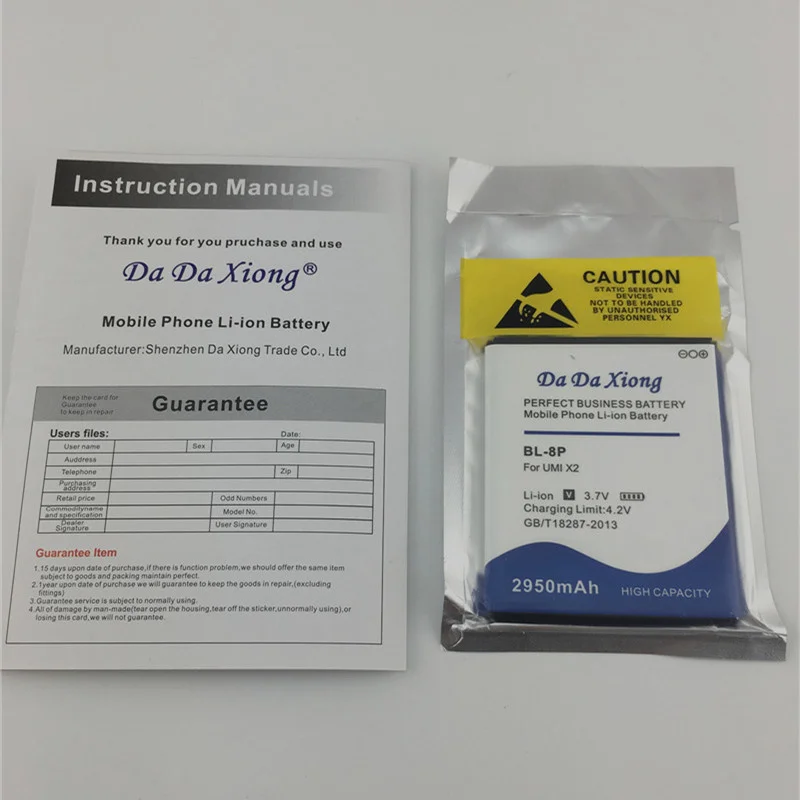 Instruction Manuals
Thank you for you pruchase and use
Da Da Xiong®
Mobile Phone Li-ion Battery
Manufacturer:Shenzhen Da Xiong Trade Co., Ltd
Keep the-card for
Guarantee
to keep in repair
Guarantee
Users files:
Date:
User name
Sex
Age
Auddress
Telephone
Zip
Purchasing
address
Retail price
Odd Numbers
Commodityname
and specification
Model No.
Dealer
Signature
User Signature
Guarantee Item
1.15 days upon date of purchase,if there is function problem,we should offer the same
subject to goods and packing maintain perfect.
2.1year upon date of purchase we will guarantee to keep the goods in repair,(excluding
fittings)
3.Guarantee service is subject to normally using.
4.All of damage by man-made(tear open the housing,tear off the sticker,unnormally using),or
losing this card,we will not guarantee.
CAUTION
STATIC SENSITIVE
DEVICES
NOT TO BE HANDLED
BY UNAUTHORISED
PERSONNEL YX
Da Da Xiong
PERFECT BUSINESS BATTERY
Mobile Phone Li-ion Battery
BL-8P
For UMI X2
Li-ion V 3.7V
Charging Limit:4.2V
GB/T18287-2013
2950mAh
HIGH CAPACITY